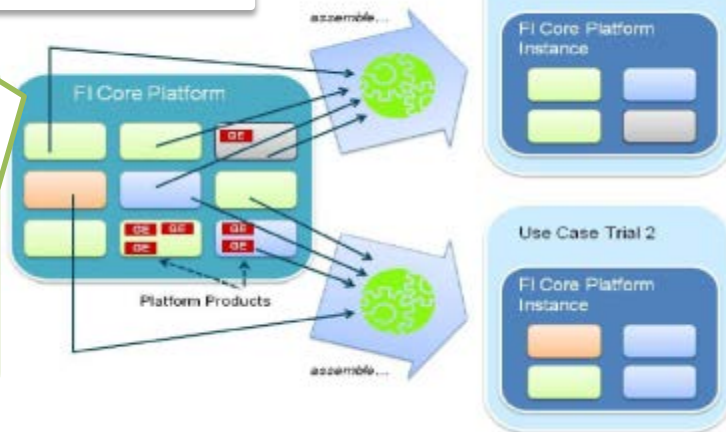 assemble...
FI Core Platform
Instance
FI Core Platform
GE
GE GE
GE
GE
GE
Platform Products
assemble...
Use Case Trial 2
FI Core Platform
Instance